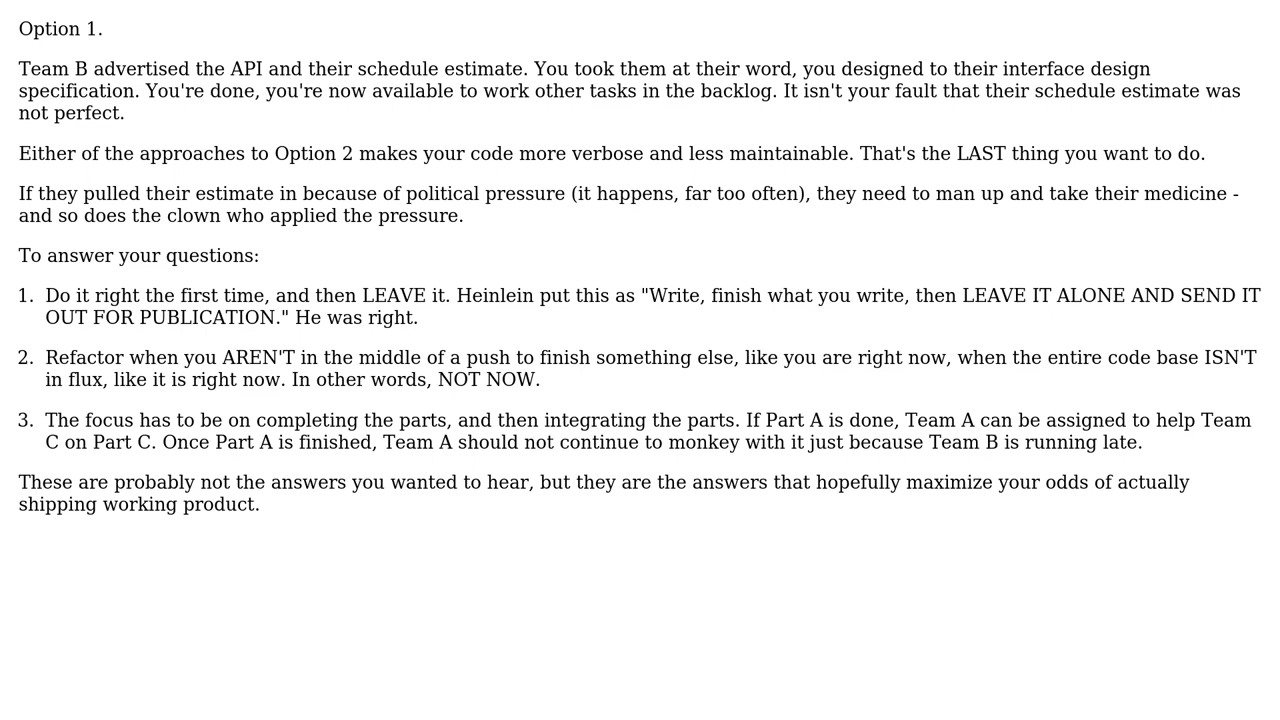 Option 1.
Team B advertised the API and their schedule estimate. You took them at their word, you designed to their interface design
specification. You're done, you're now available to work other tasks in the backlog. It isn't your fault that their schedule estimate was
not perfect.
Either of the approaches to Option 2 makes your code more verbose and less maintainable. That's the LAST thing you want to do.
If they pulled their estimate in because of political pressure (it happens, far too often), they need to man up and take their medicine -
and so does the clown who applied the pressure.
To answer your questions:
1. Do it right the first time, and then LEAVE it. Heinlein put this as "Write, finish what you write, then LEAVE IT ALONE AND SEND IT
OUT FOR PUBLICATION." He was right.
2. Refactor when you AREN'T in the middle of a push to finish something else, like you are right now, when the entire code base ISN'T
in flux, like it is right now. In other words, NOT NOW.
3. The focus has to be on completing the parts, and then integrating the parts. If Part A is done, Team A can be assigned to help Team
C on Part C. Once Part A is finished, Team A should not continue to monkey with it just because Team B is running late.
These are probably not the answers you wanted to hear, but they are the answers that hopefully maximize your odds of actually
shipping working product.